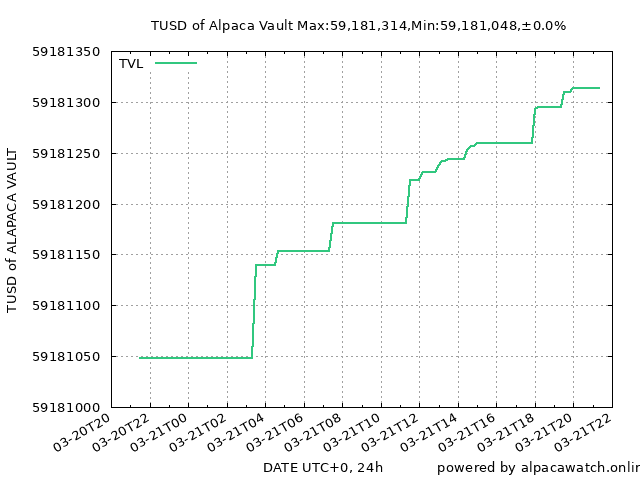 TUSD of Alpaca Vault Max:59,181,314,Min:59,181,048,±0.0%
TVL
59181350
59181300
59181250
59181200
59181150
59181100
59181050
59181000
TUSD of ALAPACA VAULT
03-20T20
03-20T22
03-21T00
03-21T02
03-21T04
03-21T06
03-21T08
03-21T10
03-21T12
03-21T14
03-21T16
03-21T18
03-21T20
03-21T22
DATE UTC+0, 24h
powered by alpacawatch.onlin